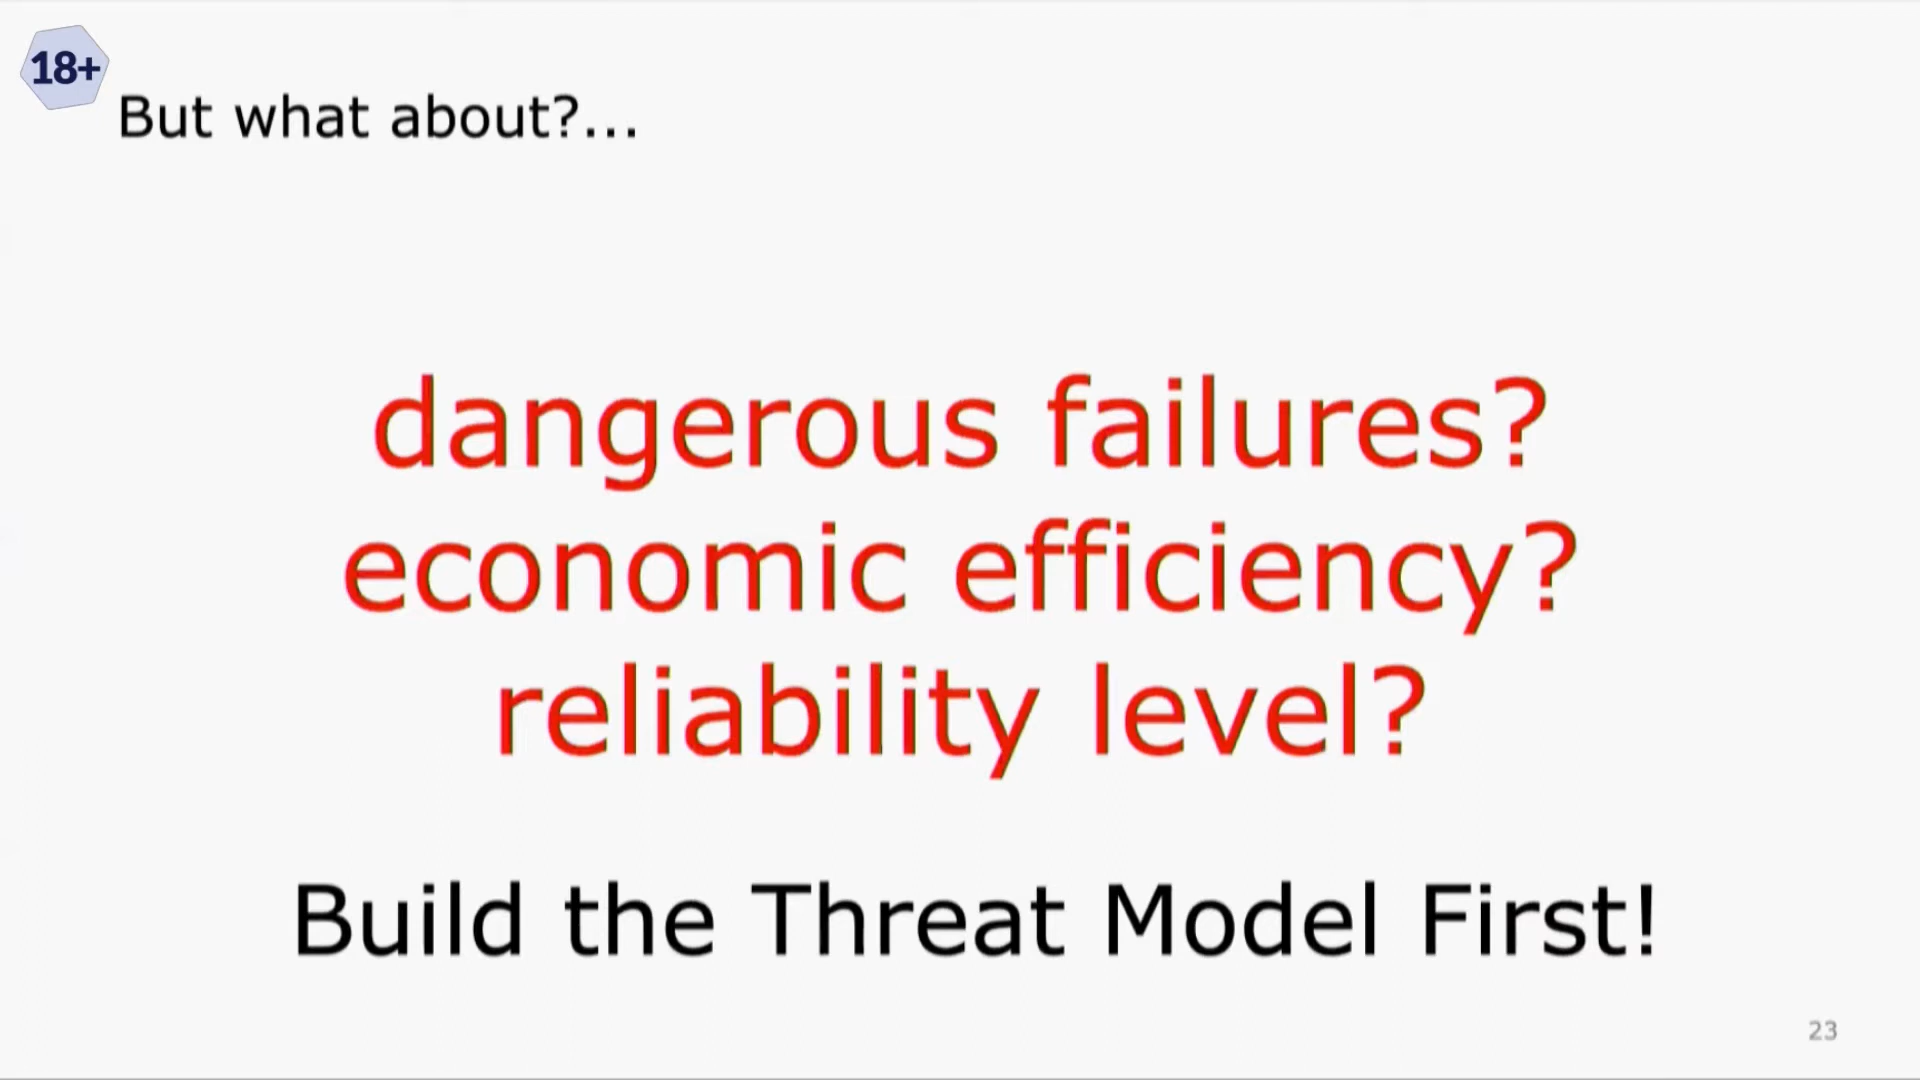 18+
But what about?...
dangerous failures?
economic efficiency?
reliability level?
Build the Threat Model First!
23